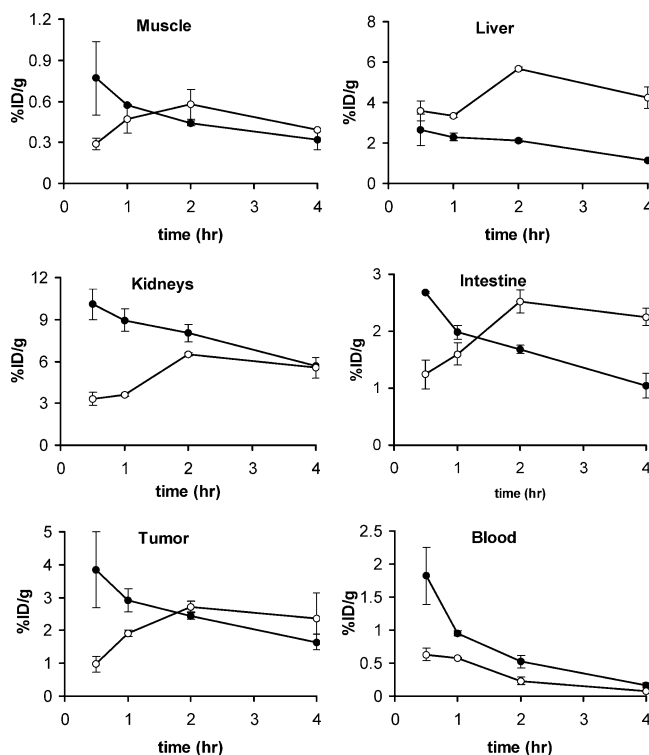 Muscle
%ID/g
1.2
0.9
0.6
0.3
0
0 1 2 3 4
time (hr)
Liver
%ID/g
8
6
4
2
0
0 1 2 3 4
time (hr)
Kidneys
%ID/g
12
9
6
3
0
0 1 2 3 4
time (hr)
Intestine
%ID/g
3
2
1
0
0 1 2 3 4
time (hr)
Tumor
%ID/g
5
4
3
2
1
0
0 1 2 3 4
time (hr)
Blood
%ID/g
2.5
2
1.5
1
0.5
0
0 1 2 3 4
time (hr)